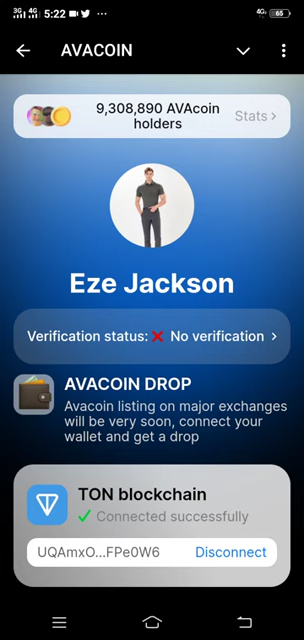 3G 4G 5:22 ... 4G 65
AVACOIN
9,308,890 AVAcoin
holders
Stats >
Eze Jackson
Verification status: ❌ No verification >
AVACOIN DROP
Avacoin listing on major exchanges
will be very soon, connect your
wallet and get a drop
TON blockchain
✓ Connected successfully
UQAmxO...FPe0W6 Disconnect